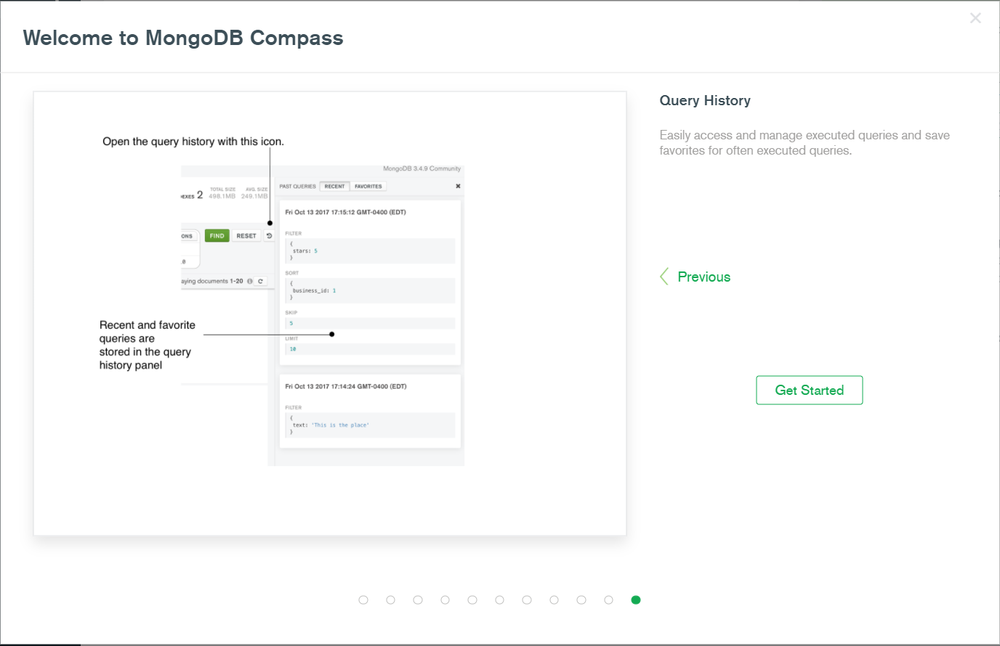 Welcome to MongoDB Compass
Open the query history with this icon.
MongoDB 3.4.9 Community
EXES 2
TOTAL SIZE
498.1MB
AVG. SIZE
249.1MB
PAST QUERIES
RECENT
FAVORITES
Fri Oct 13 2017 17:15:12 GMT-0400 (EDT)
ONS
FIND
RESET
FILTER
{
stars: 5
}
aying documents 1-20
SORT
{
business_id: 1
}
SKIP
5
LIMIT
10
Recent and favorite
queries are
stored in the query
history panel
Fri Oct 13 2017 17:14:24 GMT-0400 (EDT)
FILTER
{
text: 'This is the place'
}
Query History
Easily access and manage executed queries and save
favorites for often executed queries.
Previous
Get Started